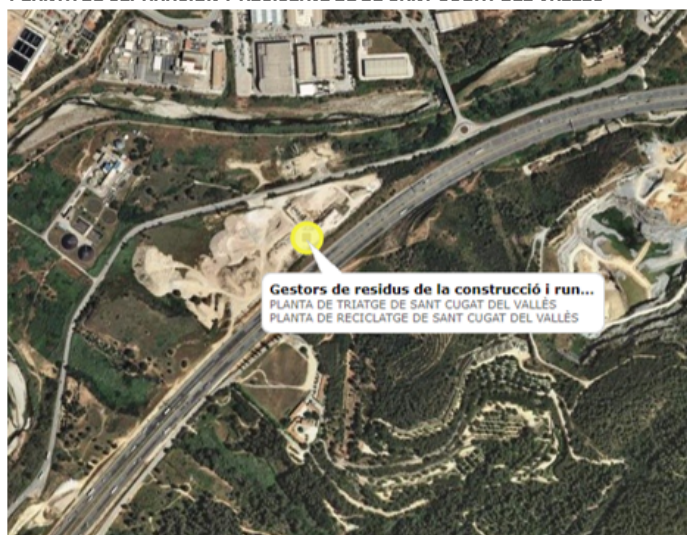 Gestors de residus de la construcció i run...
PLANTA DE TRIATGE DE SANT CUGAT DEL VALLÈS
PLANTA DE RECICLATGE DE SANT CUGAT DEL VALLÈS